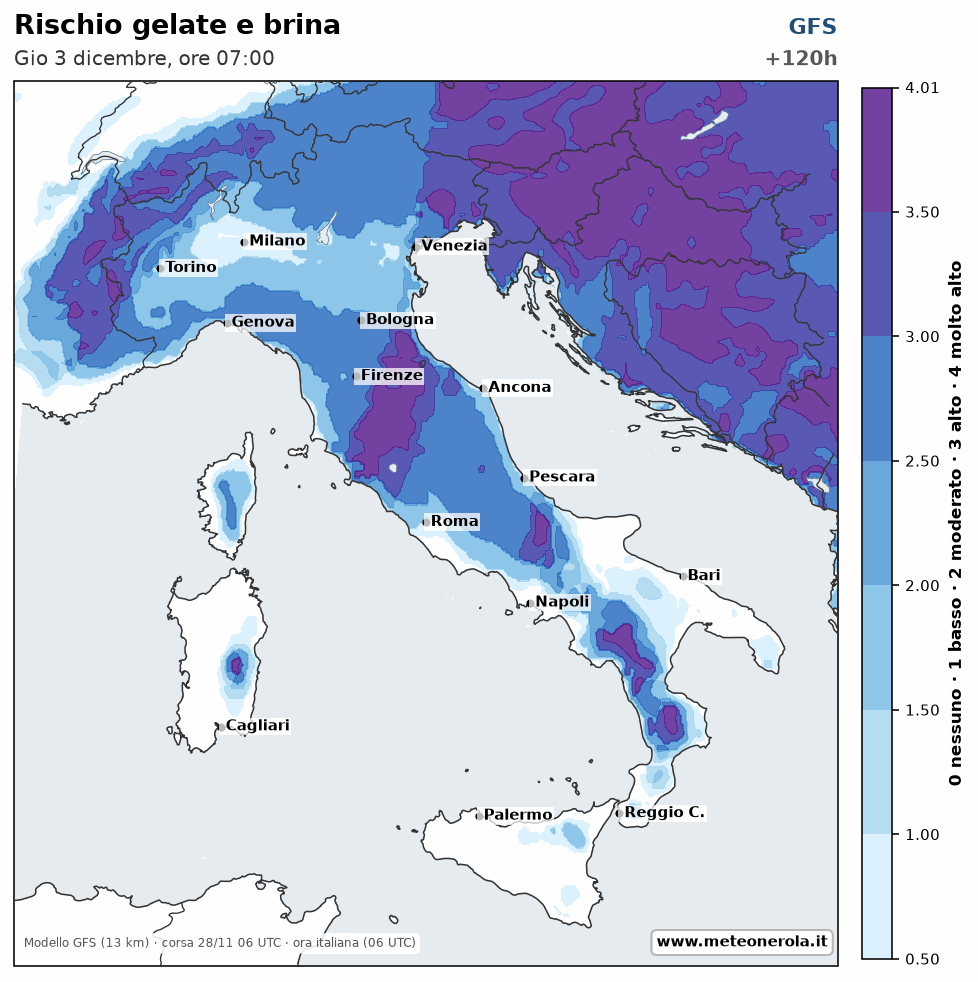 Rischio gelate e brina
GFS
Gio 3 dicembre, ore 07:00
+120h
4.01
3.50
3.00
2.50
2.00
1.50
1.00
0.50
0 nessuno · 1 basso · 2 moderato · 3 alto · 4 molto alto
Milano
Venezia
Torino
Genova
Bologna
Firenze
Ancona
Pescara
Roma
Bari
Napoli
Cagliari
Palermo
Reggio C.
Modello GFS (13 km) · corsa 28/11 06 UTC · ora italiana (06 UTC)
www.meteonerola.it